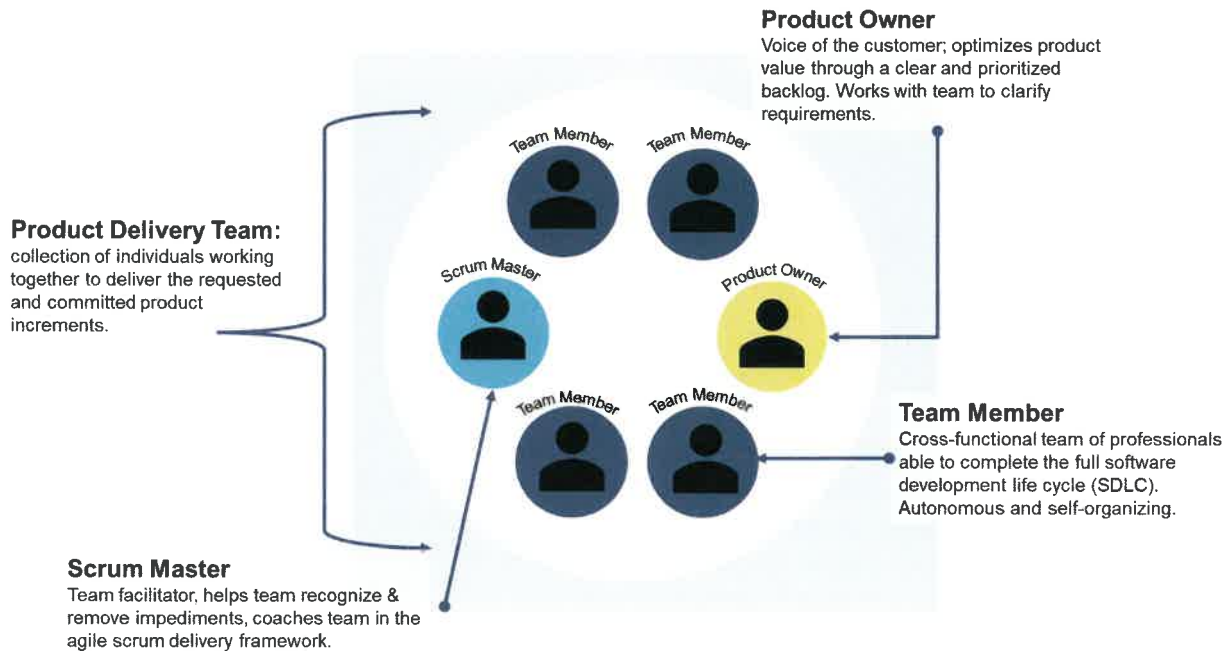 Product Owner
Voice of the customer; optimizes product
value through a clear and prioritized
backlog. Works with team to clarify
requirements.
Team Member
Team Member
Product Delivery Team:
collection of individuals working
together to deliver the requested
and committed product
increments.
Scrum Master
Product Owner
Team Member
Team Member
Team Member
Cross-functional team of professionals
able to complete the full software
development life cycle (SDLC).
Autonomous and self-organizing.
Scrum Master
Team facilitator, helps team recognize &
remove impediments, coaches team in the
agile scrum delivery framework.